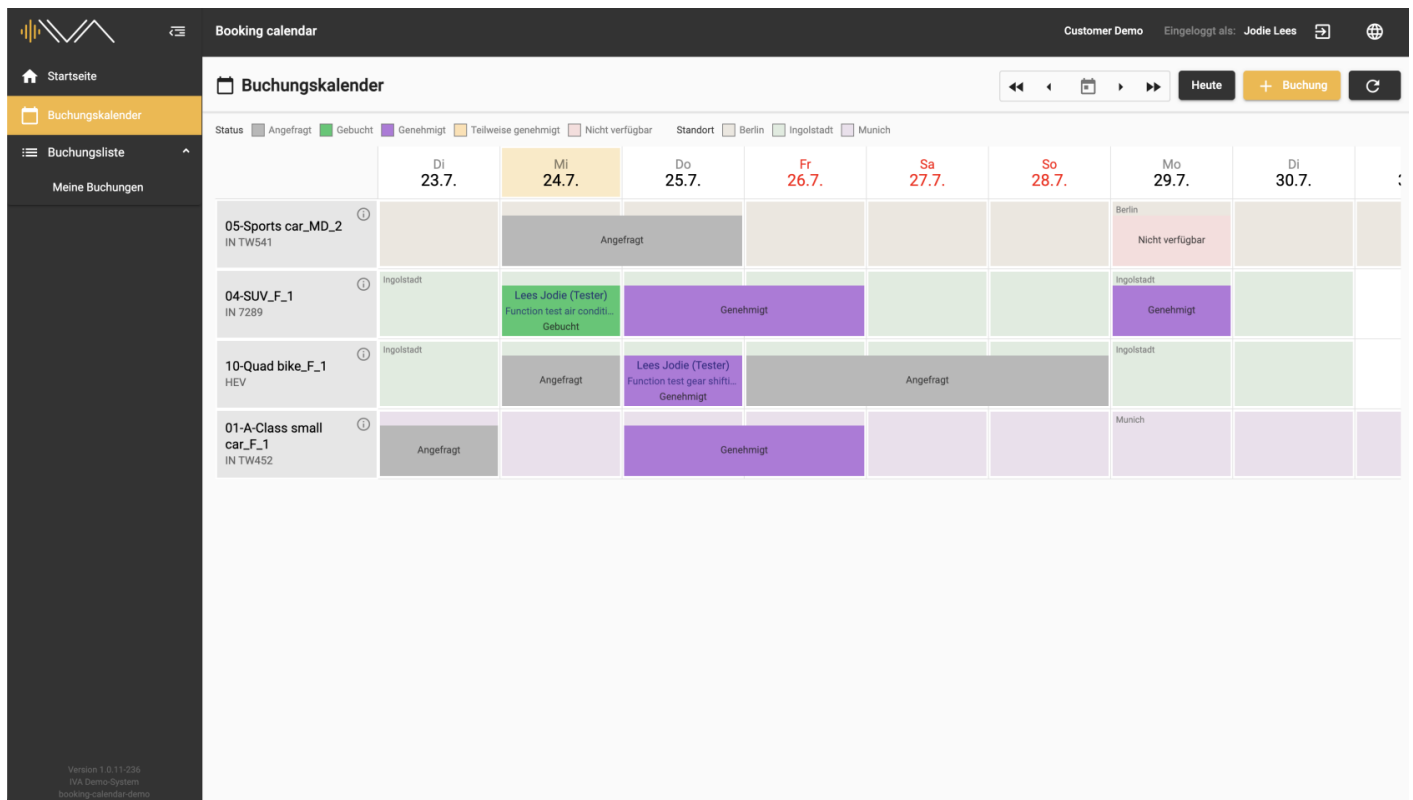 IVA
Booking calendar
Customer Demo Eingeloggt als: Jodie Lees
Startseite
Buchungskalender
Buchungsliste
Meine Buchungen
Buchungskalender
Heute
+ Buchung
Status Angefragt Gebucht Genehmigt Teilweise genehmigt Nicht verfügbar Standort Berlin Ingolstadt Munich
Di Mi Do Fr Sa So Mo Di
23.7. 24.7. 25.7. 26.7. 27.7. 28.7. 29.7. 30.7.
05-Sports car_MD_2
IN TW541
Angefragt
Berlin
Nicht verfügbar
04-SUV_F_1
IN 7289
Ingolstadt
Lees Jodie (Tester)
Function test air conditi...
Gebucht
Genehmigt
Ingolstadt
Genehmigt
10-Quad bike_F_1
HEV
Ingolstadt
Angefragt
Lees Jodie (Tester)
Function test gear shifti...
Genehmigt
Angefragt
Ingolstadt
01-A-Class small
car_F_1
IN TW452
Angefragt
Genehmigt
Munich
Version 1.0.11-236
IVA Demo-System
booking-calendar-demo